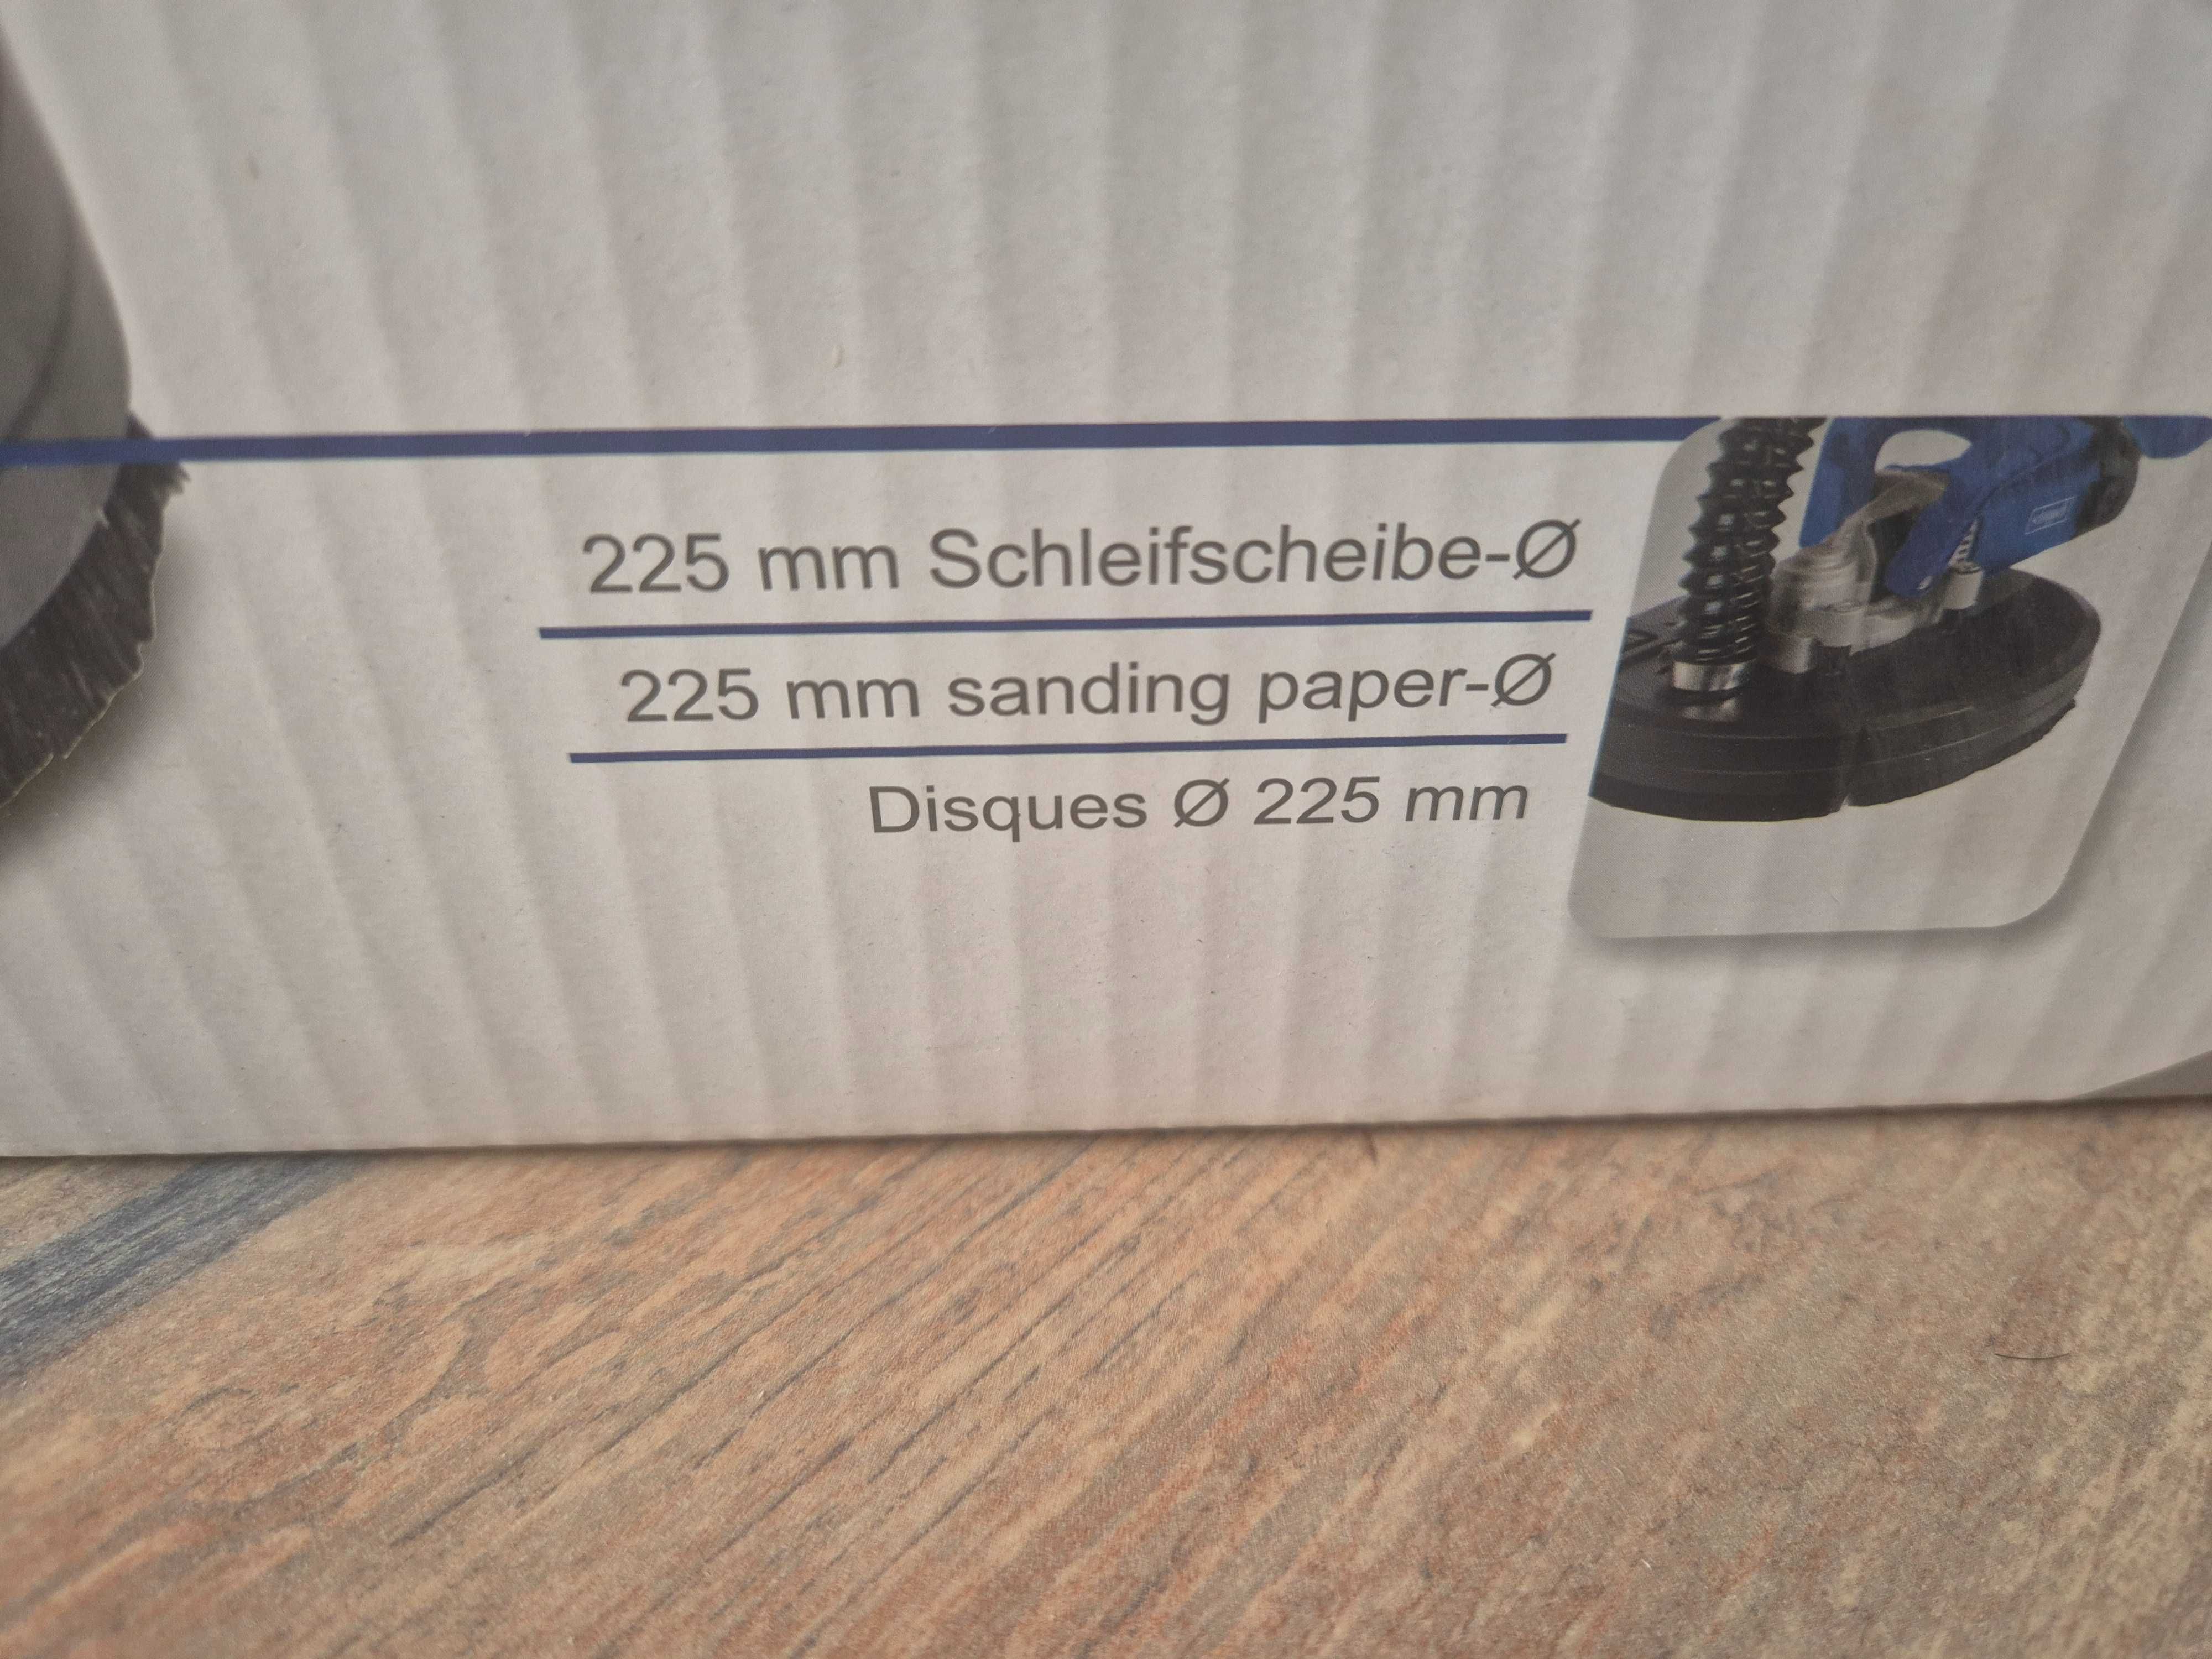 225 mm Schleifscheibe-Ø
225 mm sanding paper-Ø
Disques Ø 225 mm